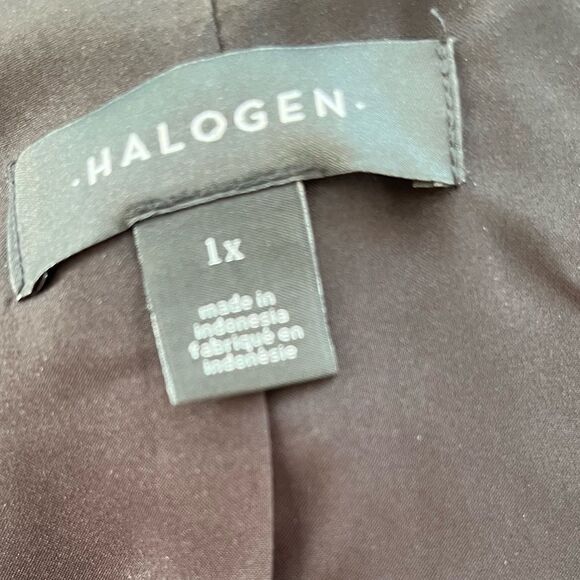 ·HALOGEN·
1x
made in
indonesia
fabriqué en
indonésie